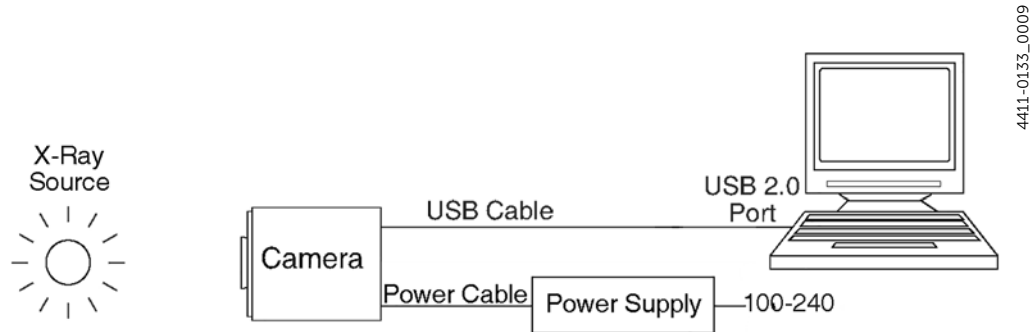 4411-0133_0009
X-Ray
Source
USB Cable
USB 2.0
Port
Camera
Power Cable
Power Supply
100-240